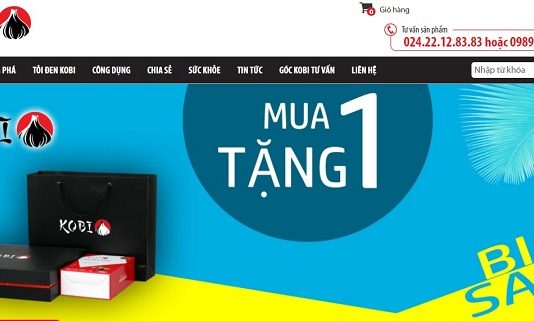 Giỏ hàng
0
Tư vấn sản phẩm
024.22.12.83.83 hoặc 0989
PHÁ TỎI ĐEN KOBI CÔNG DỤNG CHIA SẺ SỨC KHỎE TIN TỨC GÓC KOBI TƯ VẤN LIÊN HỆ
Nhập từ khóa
MUA 1
TẶNG
KOBI
BI
SA